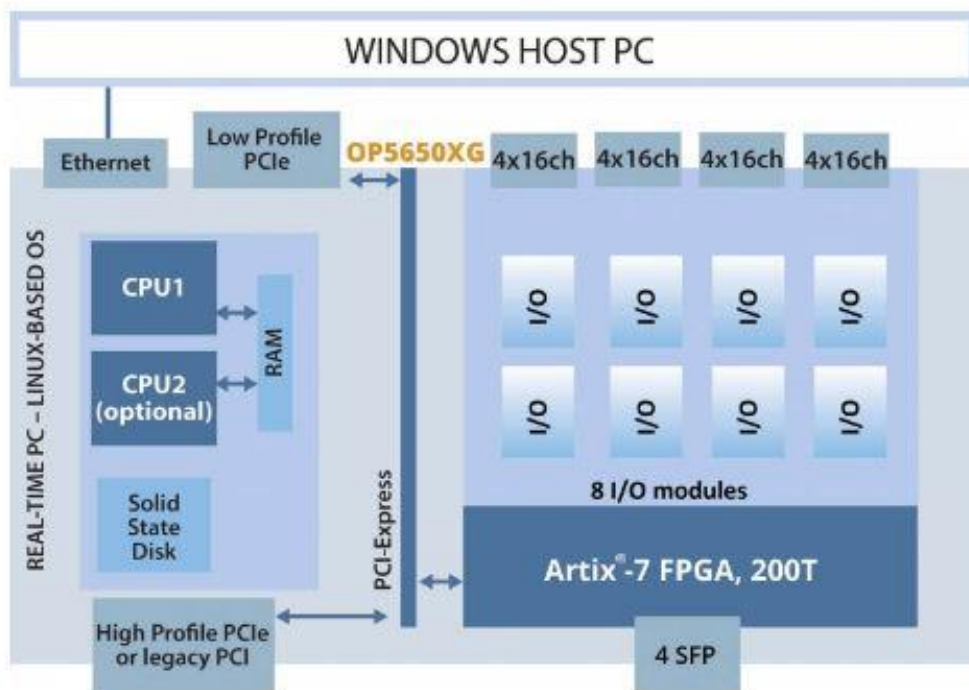 WINDOWS HOST PC
Ethernet
Low Profile
PCIe
OP5650XG
4x16ch
4x16ch
4x16ch
4x16ch
REAL-TIME PC – LINUX-BASED OS
CPU1
CPU2
(optional)
RAM
Solid
State
Disk
PCI-Express
High Profile PCIe
or legacy PCI
I/O
I/O
I/O
I/O
I/O
I/O
I/O
I/O
8 I/O modules
Artix®-7 FPGA, 200T
4 SFP